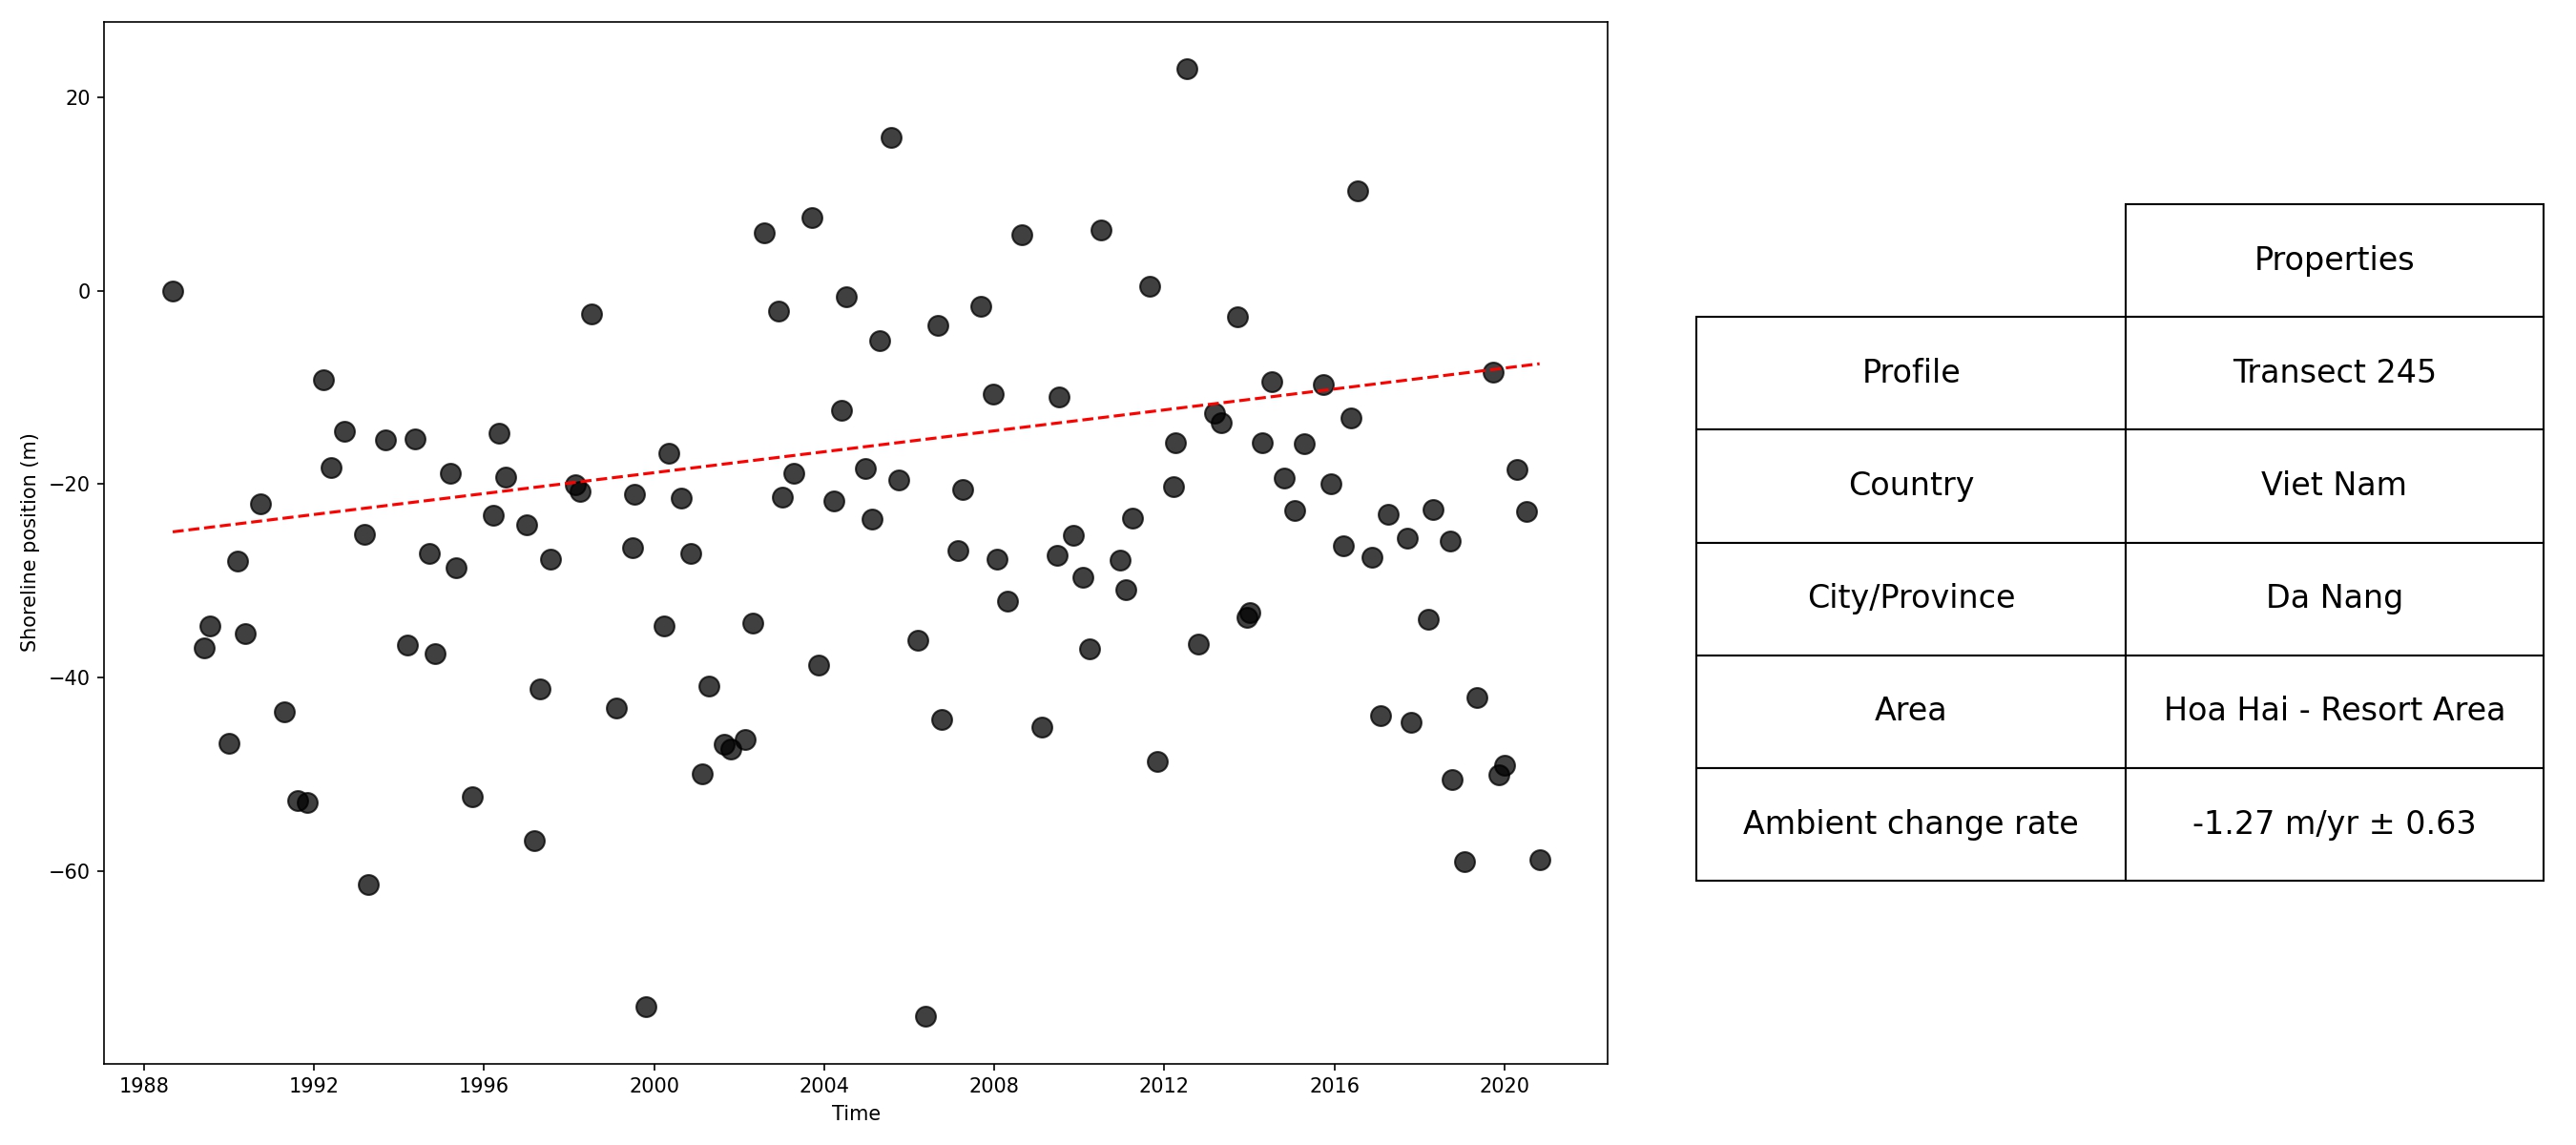 20
0
−20
−40
−60
Shoreline position (m)
1988 1992 1996 2000 2004 2008 2012 2016 2020
Time
Properties
Profile Transect 245
Country Viet Nam
City/Province Da Nang
Area Hoa Hai - Resort Area
Ambient change rate -1.27 m/yr ± 0.63